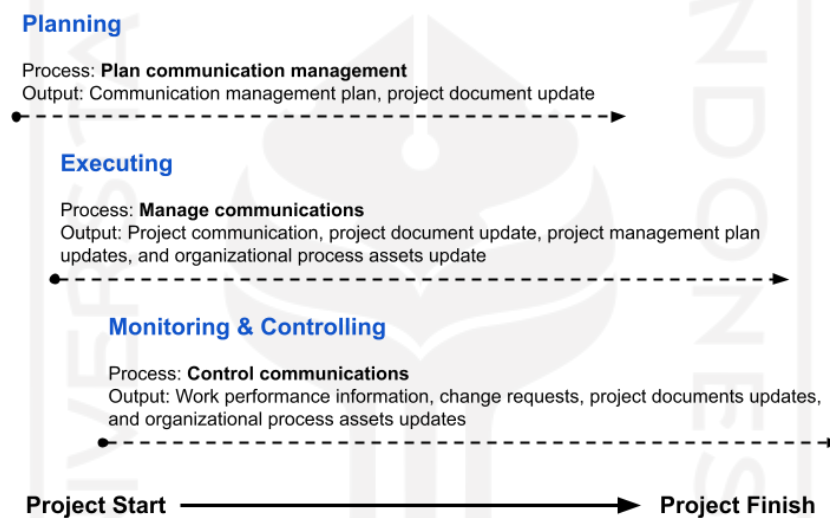 Planning
Process: Plan communication management
Output: Communication management plan, project document update
Executing
Process: Manage communications
Output: Project communication, project document update, project management plan
updates, and organizational process assets update
Monitoring & Controlling
Process: Control communications
Output: Work performance information, change requests, project documents updates,
and organizational process assets updates
Project Start
Project Finish